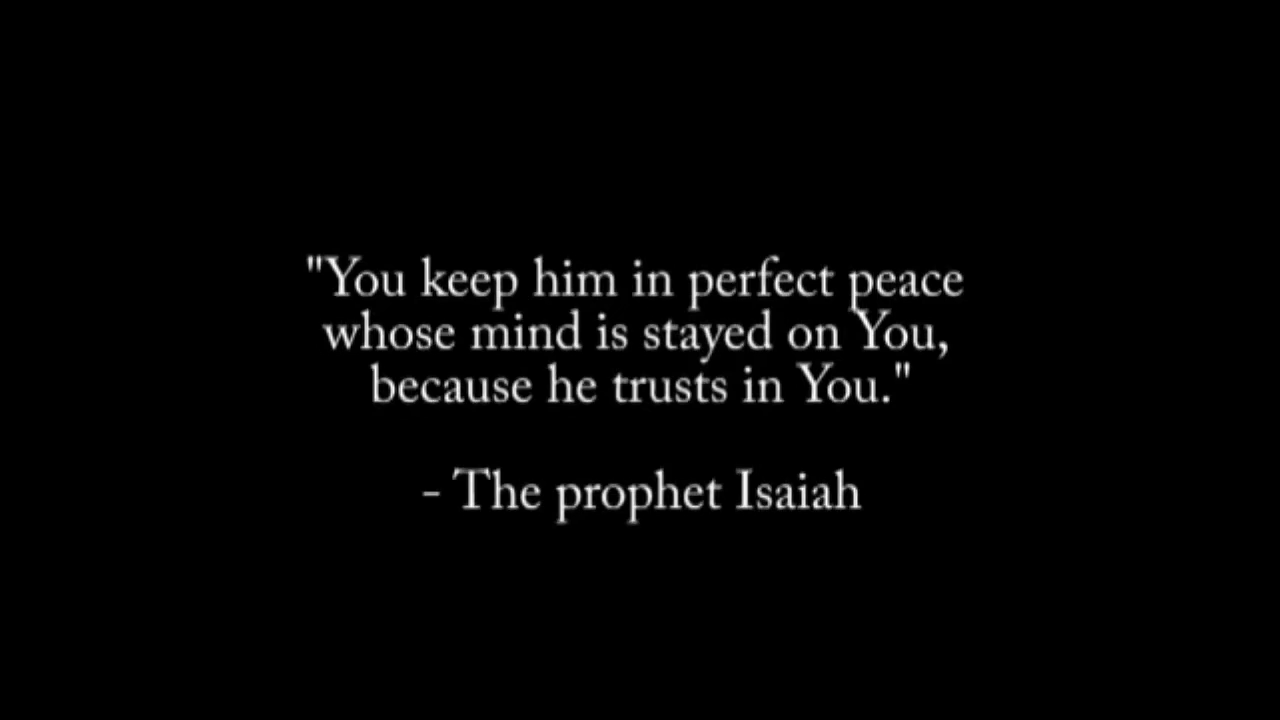 "You keep him in perfect peace
whose mind is stayed on You,
because he trusts in You."
- The prophet Isaiah